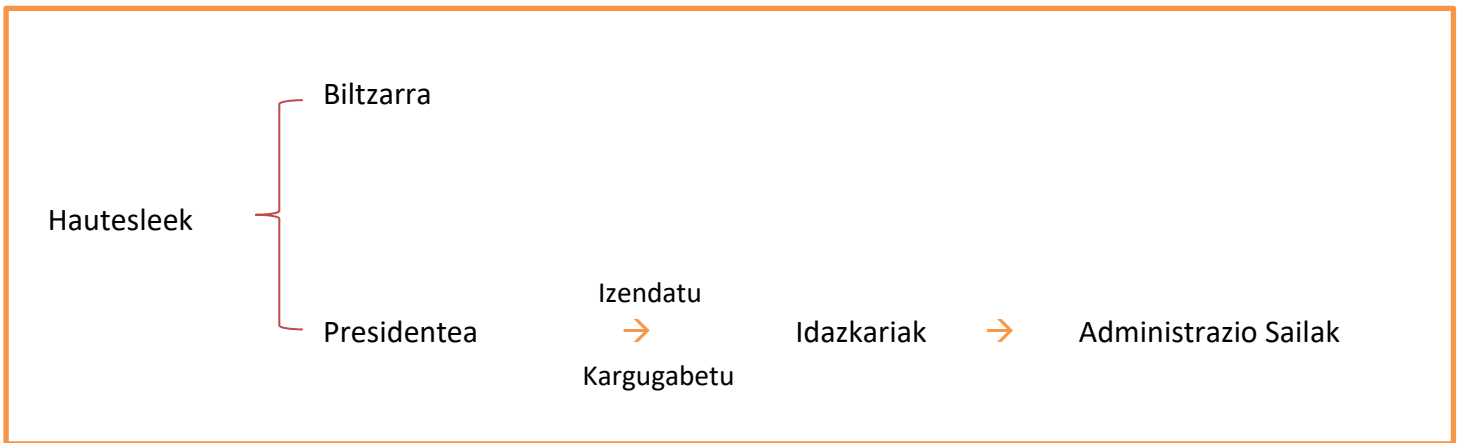 Biltzarra
Hautesleek
Izendatu
Presidentea → Idazkariak → Administrazio Sailak
Kargugabetu